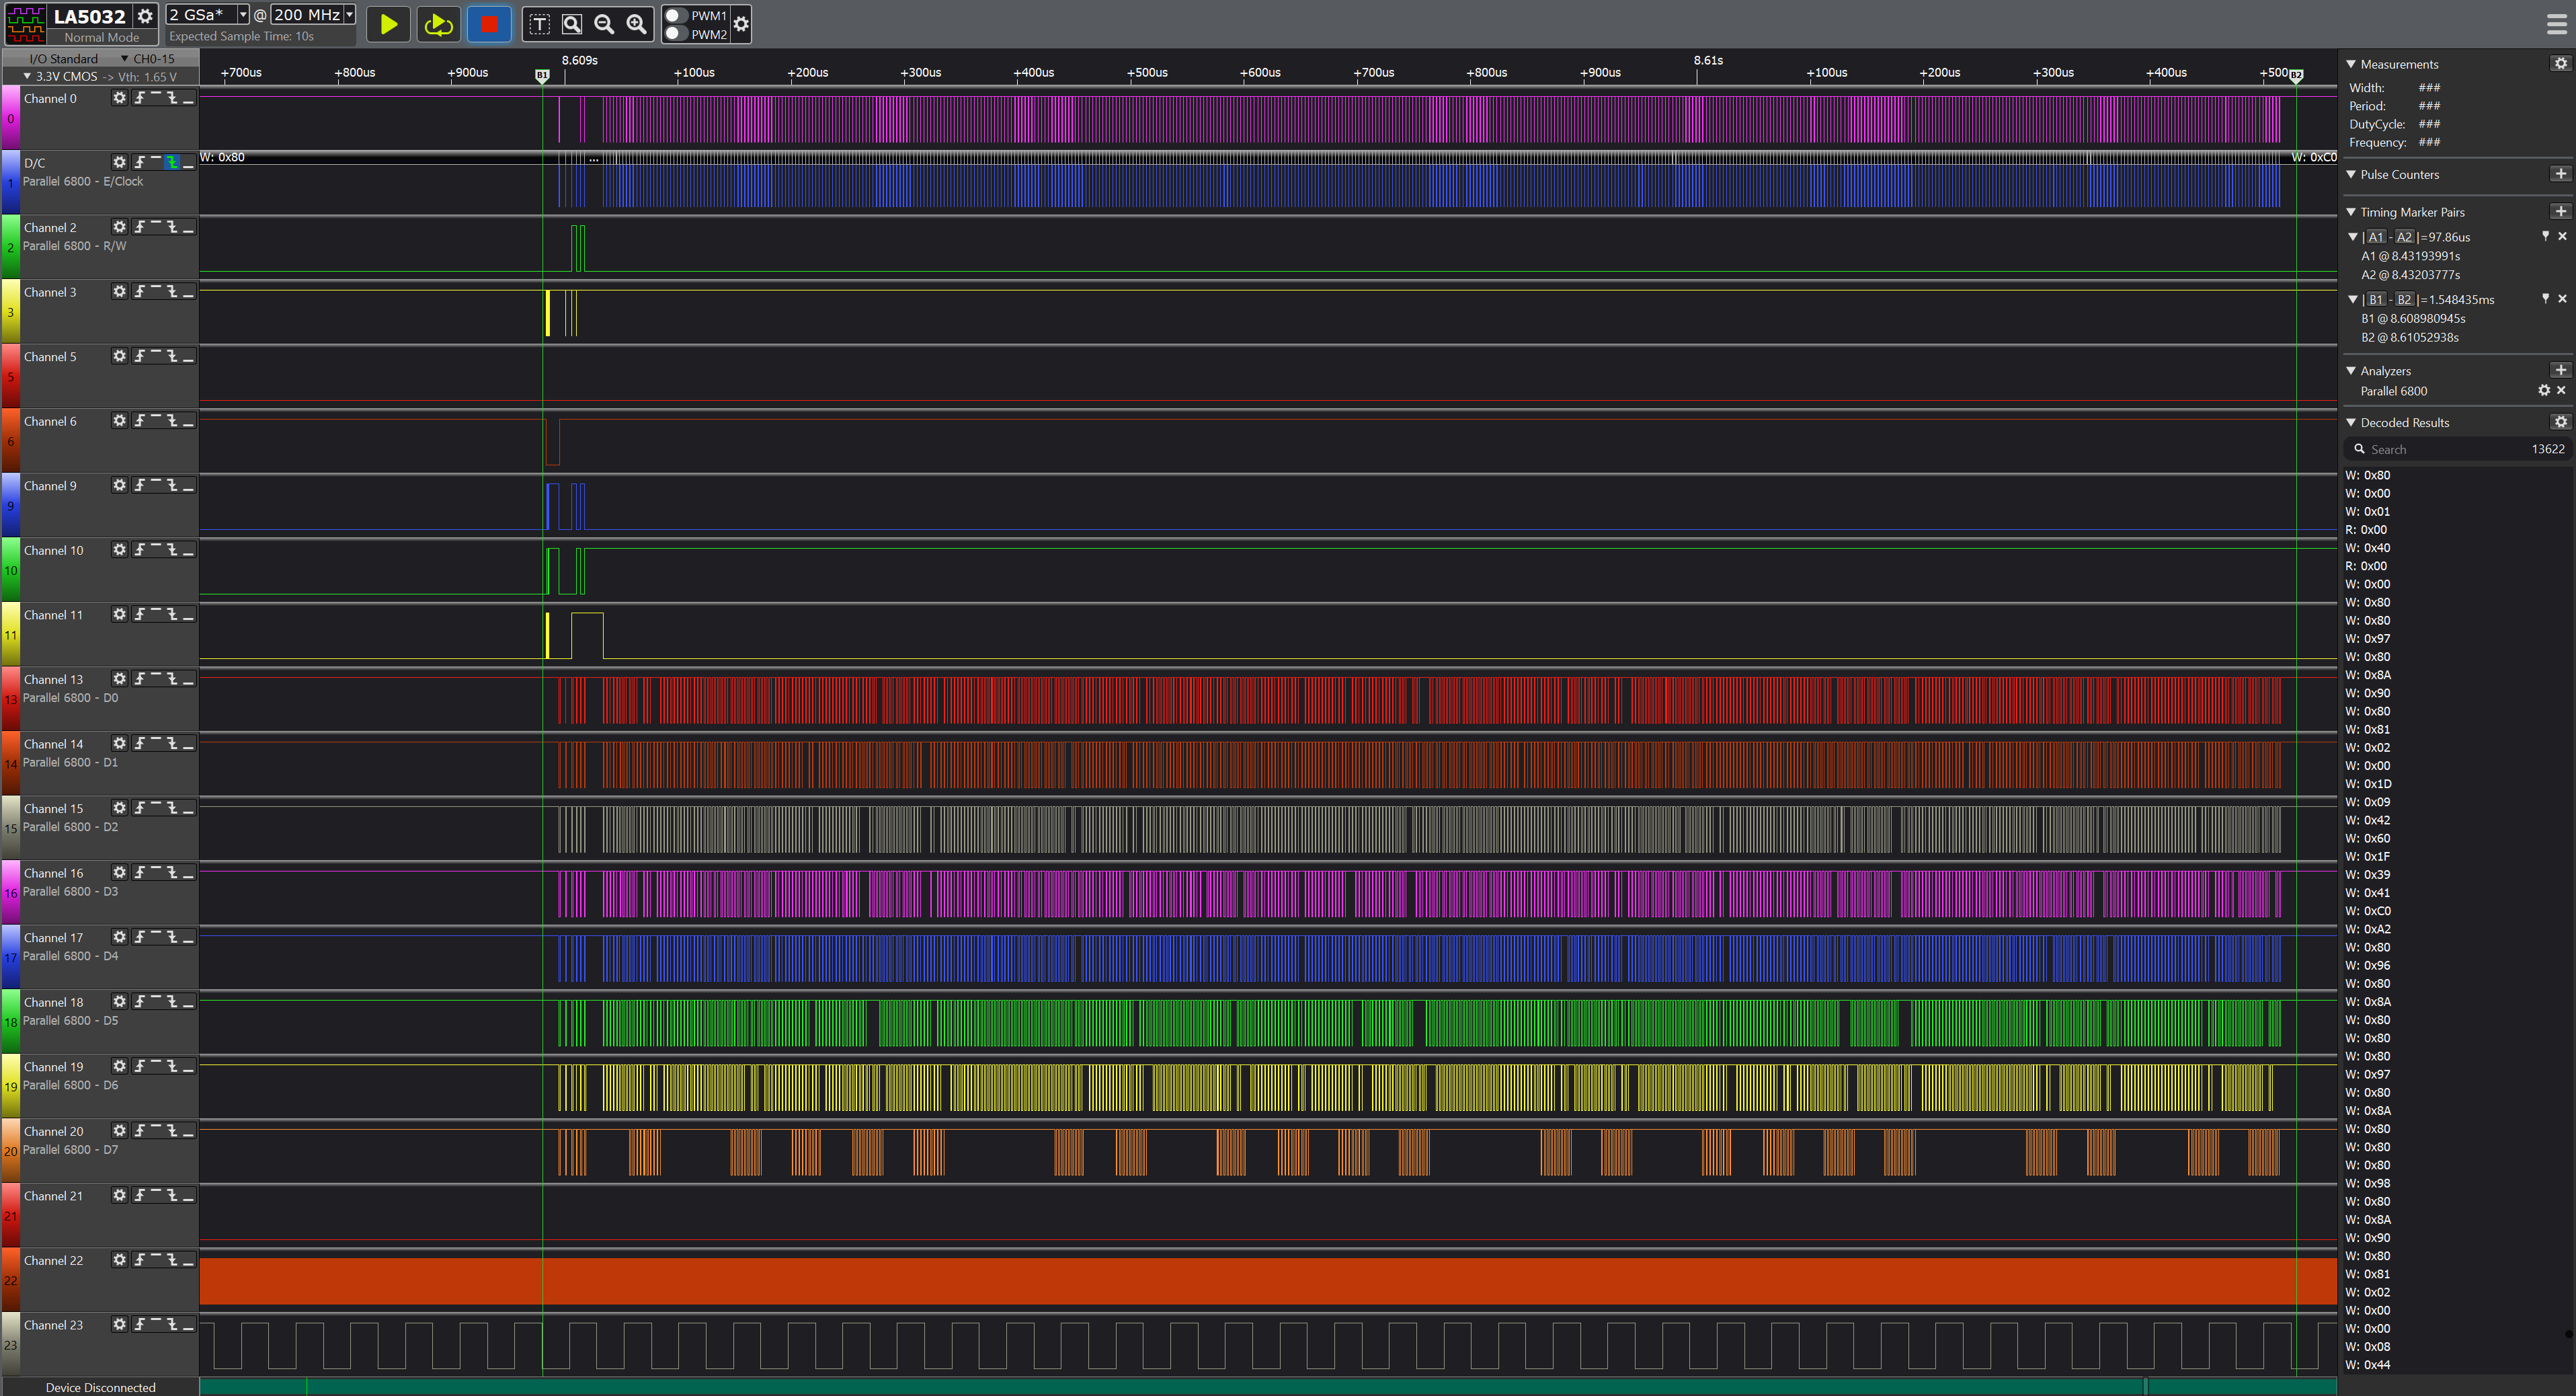 LA5032
Normal Mode
2 GSa* @ 200 MHz
Expected Sample Time: 10s
PWM1
PWM2
I/O Standard CH0-15
3.3V CMOS -> Vth: 1.65 V
8.609s 8.61s
+700us +800us +900us +100us +200us +300us +400us +500us +600us +700us +800us +900us +100us +200us +300us +400us +500
B1 B2
Channel 0
0
D/C
Parallel 6800 - E/Clock
1
W: 0x80 ... W: 0xC0
Channel 2
Parallel 6800 - R/W
2
Channel 3
3
Channel 5
5
Channel 6
6
Channel 9
9
Channel 10
10
Channel 11
11
Channel 13
Parallel 6800 - D0
13
Channel 14
Parallel 6800 - D1
14
Channel 15
Parallel 6800 - D2
15
Channel 16
Parallel 6800 - D3
16
Channel 17
Parallel 6800 - D4
17
Channel 18
Parallel 6800 - D5
18
Channel 19
Parallel 6800 - D6
19
Channel 20
Parallel 6800 - D7
20
Channel 21
21
Channel 22
22
Channel 23
23
Device Disconnected
Measurements
Width: ###
Period: ###
DutyCycle: ###
Frequency: ###
Pulse Counters
Timing Marker Pairs
| A1 - A2 |=97.86us
A1 @ 8.43193991s
A2 @ 8.43203777s
| B1 - B2 |=1.548435ms
B1 @ 8.608980945s
B2 @ 8.61052938s
Analyzers
Parallel 6800
Decoded Results
Search 13622
W: 0x80
W: 0x00
W: 0x01
R: 0x00
W: 0x40
R: 0x00
W: 0x00
W: 0x80
W: 0x80
W: 0x97
W: 0x80
W: 0x8A
W: 0x90
W: 0x80
W: 0x81
W: 0x02
W: 0x00
W: 0x1D
W: 0x09
W: 0x42
W: 0x60
W: 0x1F
W: 0x39
W: 0x41
W: 0xC0
W: 0xA2
W: 0x80
W: 0x96
W: 0x80
W: 0x8A
W: 0x80
W: 0x80
W: 0x80
W: 0x97
W: 0x80
W: 0x8A
W: 0x80
W: 0x80
W: 0x80
W: 0x98
W: 0x80
W: 0x8A
W: 0x90
W: 0x80
W: 0x81
W: 0x02
W: 0x00
W: 0x00
W: 0x08
W: 0x44